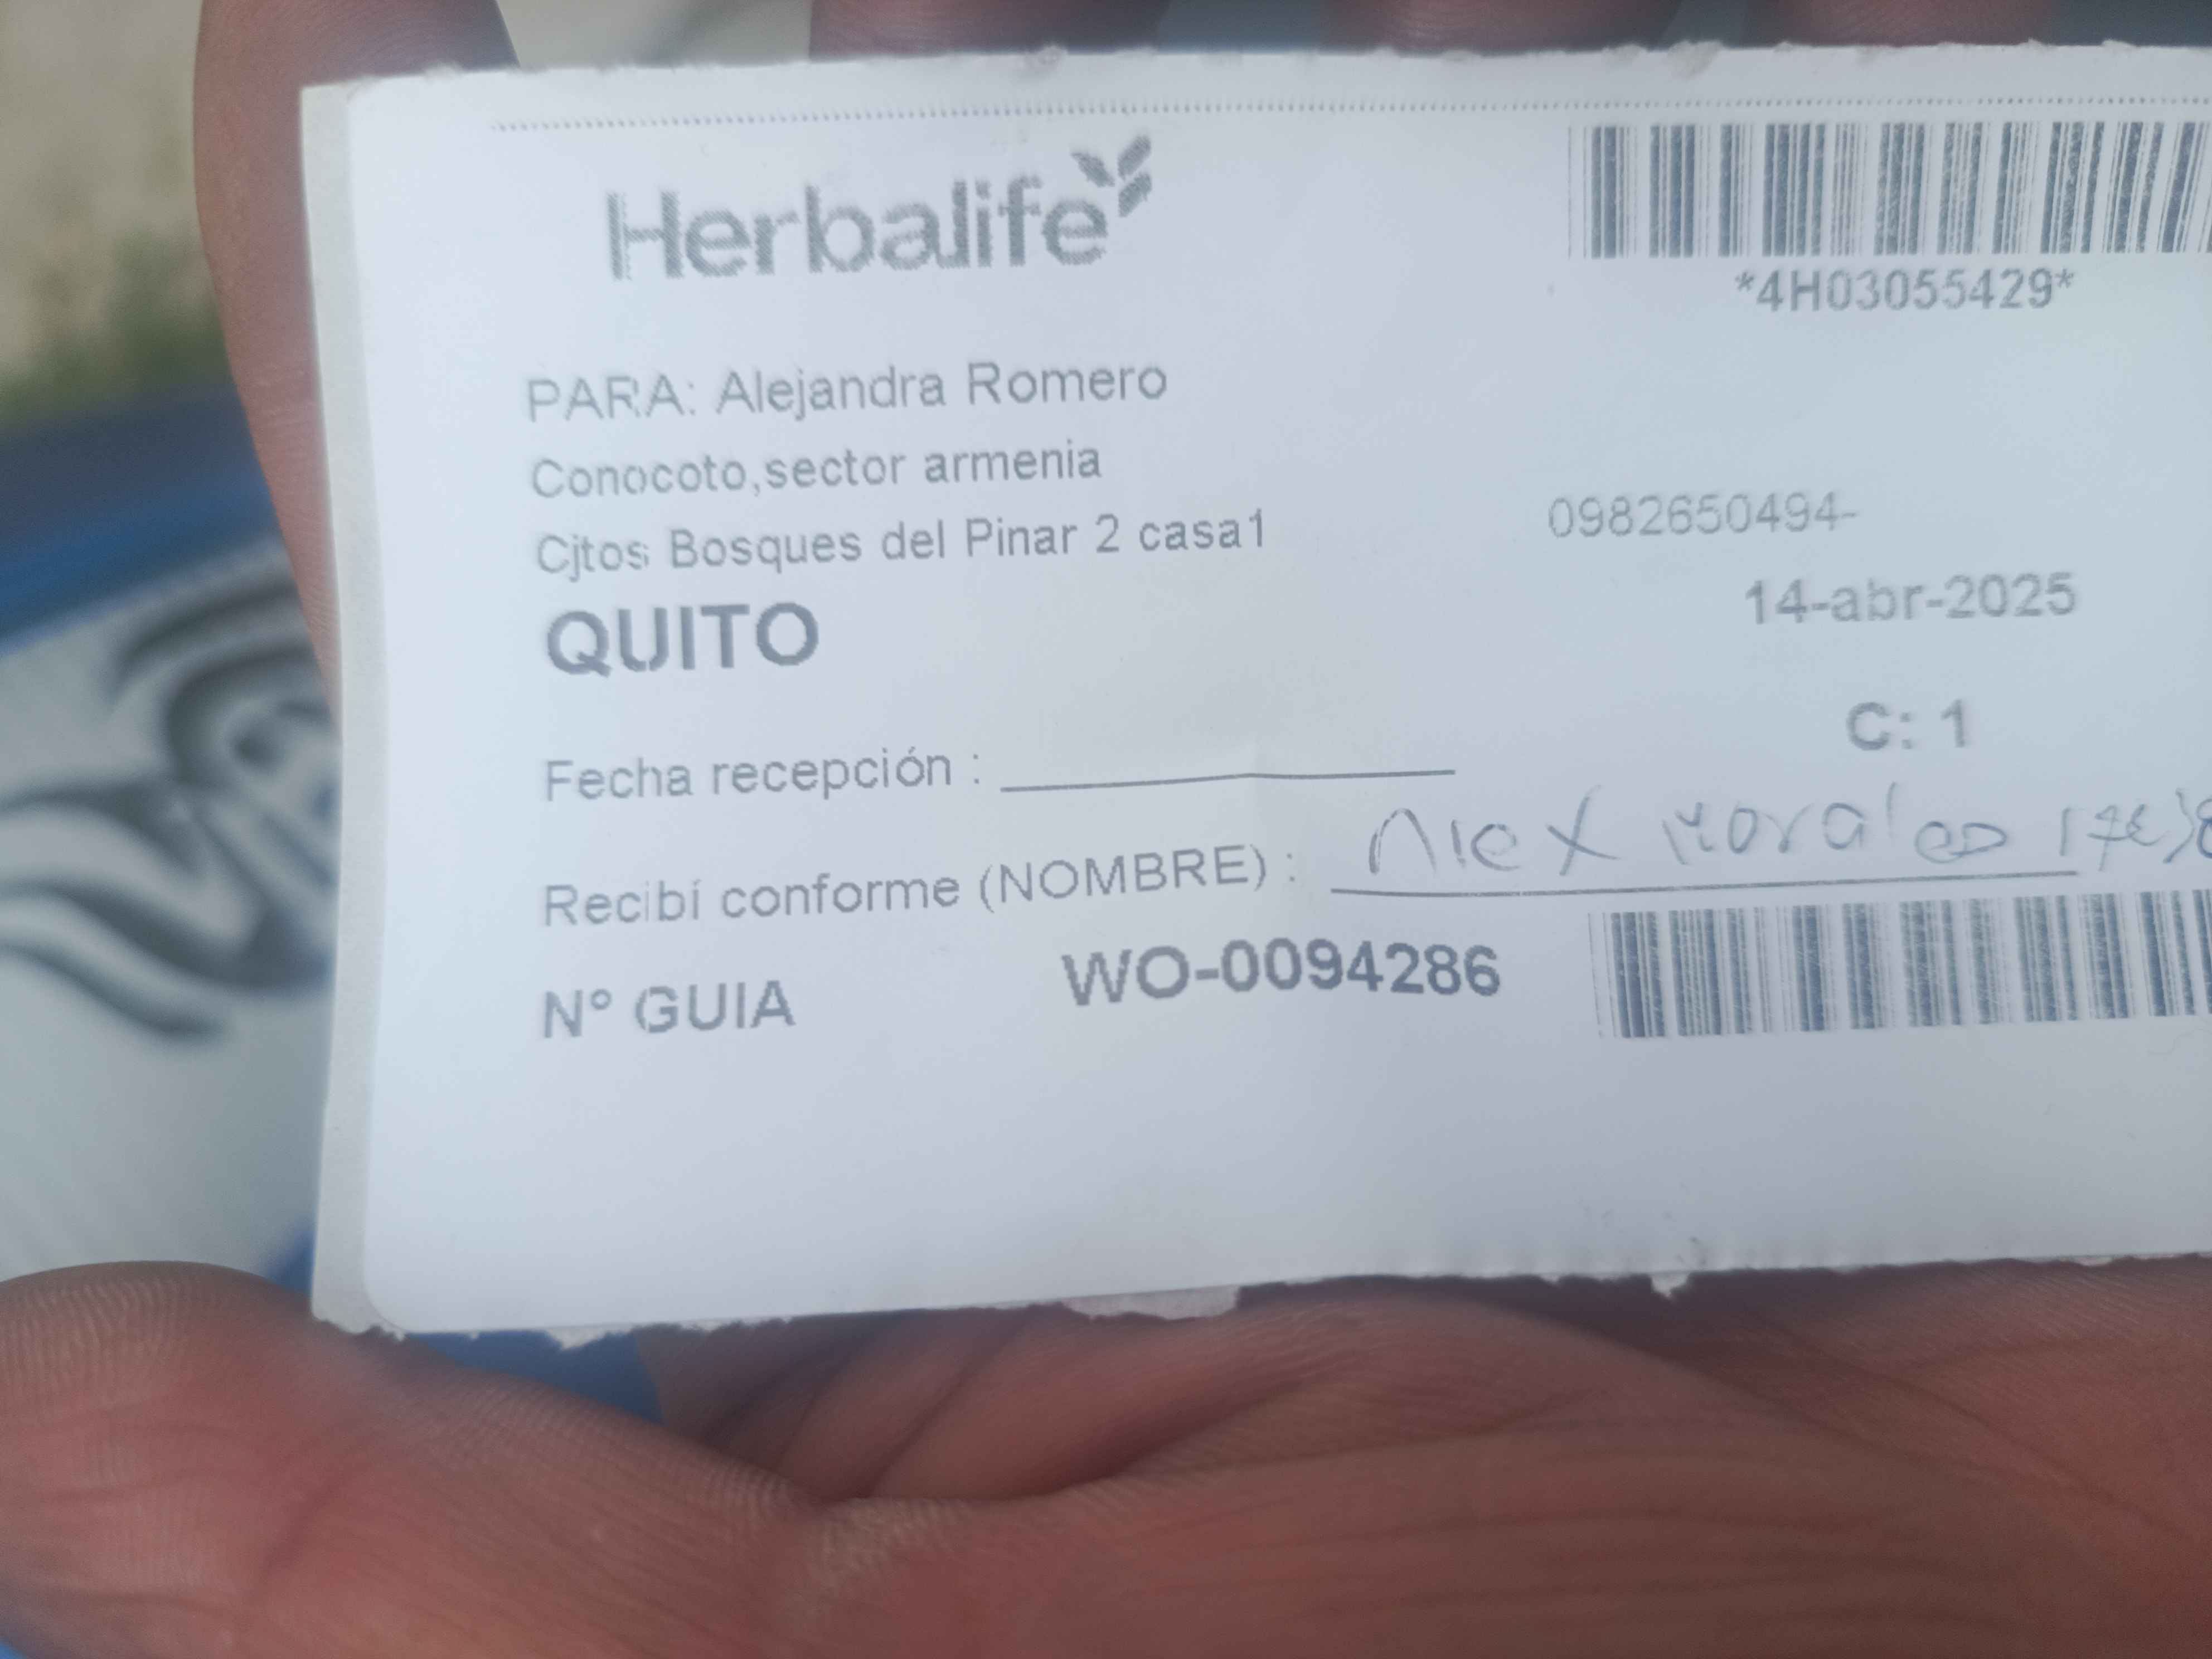 Herbalife
*4H03055429*
PARA: Alejandra Romero
Conocoto,sector armenia
Cjtos Bosques del Pinar 2 casa1
0982650494-
QUITO
14-abr-2025
C: 1
Fecha recepción :
Recibí conforme (NOMBRE) : Alex Morales
N° GUIA WO-0094286